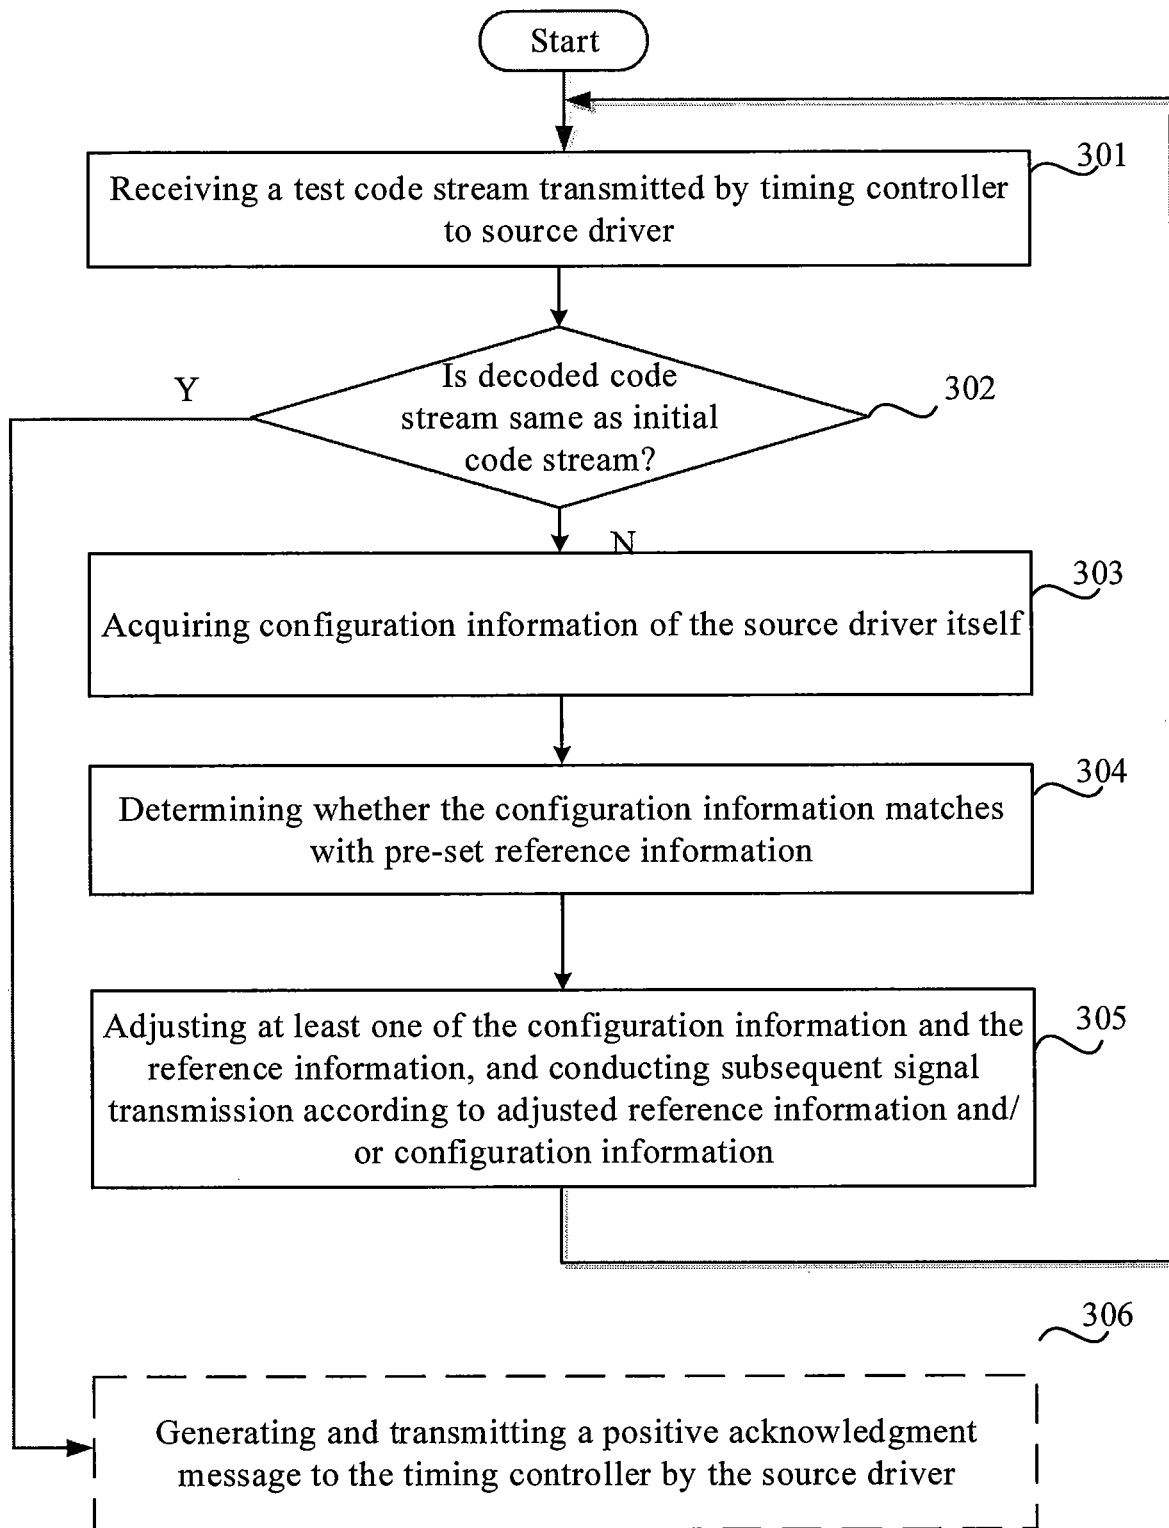 Start
301
Receiving a test code stream transmitted by timing controller
to source driver
Y
Is decoded code
stream same as initial
code stream?
302
N
303
Acquiring configuration information of the source driver itself
304
Determining whether the configuration information matches
with pre-set reference information
305
Adjusting at least one of the configuration information and the
reference information, and conducting subsequent signal
transmission according to adjusted reference information and/
or configuration information
306
Generating and transmitting a positive acknowledgment
message to the timing controller by the source driver